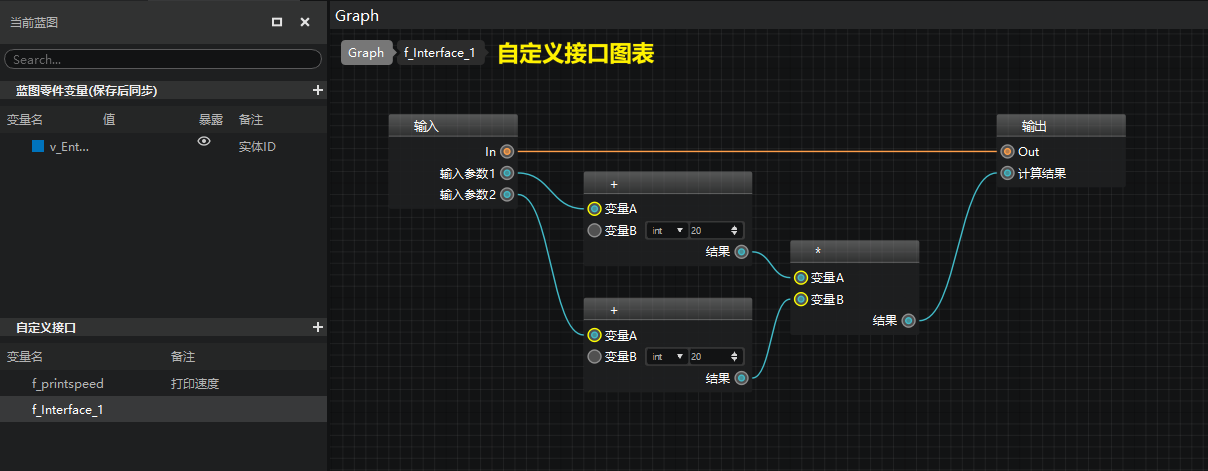 当前蓝图
Search...
蓝图零件变量(保存后同步)
变量名 值 暴露 备注
v_Ent... 实体ID
自定义接口
变量名 备注
f_printspeed 打印速度
f_Interface_1
Graph
Graph f_Interface_1 自定义接口图表
输入
In
输入参数1
输入参数2
+
变量A
变量B int 20
结果
+
变量A
变量B int 20
结果
*
变量A
变量B
结果
输出
Out
计算结果